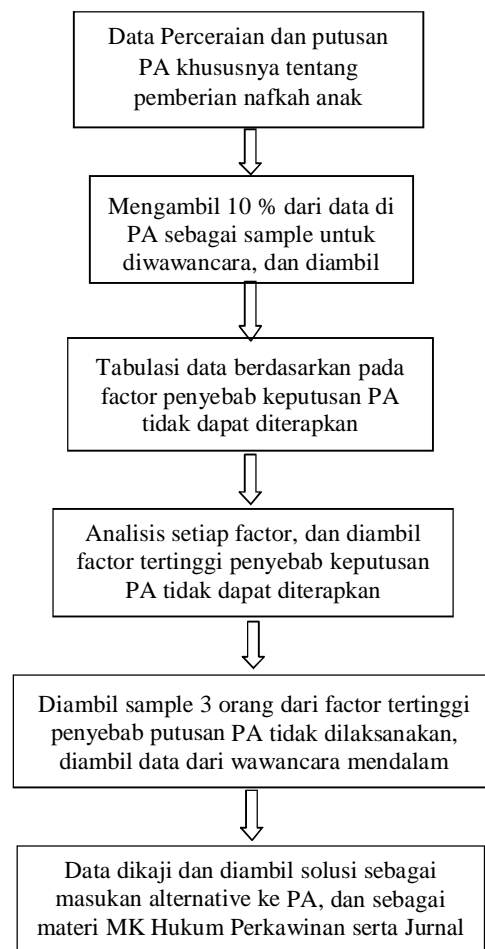 Data Perceraian dan putusan
PA khususnya tentang
pemberian nafkah anak
Mengambil 10 % dari data di
PA sebagai sample untuk
diwawancara, dan diambil
Tabulasi data berdasarkan pada
factor penyebab keputusan PA
tidak dapat diterapkan
Analisis setiap factor, dan diambil
factor tertinggi penyebab keputusan
PA tidak dapat diterapkan
Diambil sample 3 orang dari factor tertinggi
penyebab putusan PA tidak dilaksanakan,
diambil data dari wawancara mendalam
Data dikaji dan diambil solusi sebagai
masukan alternative ke PA, dan sebagai
materi MK Hukum Perkawinan serta Jurnal